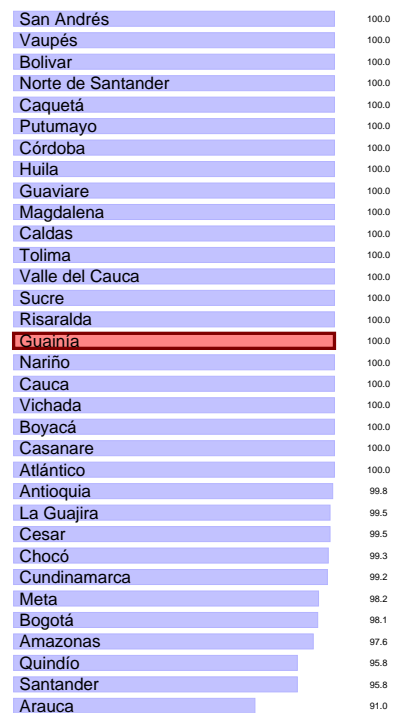 San Andrés 100.0
Vaupés 100.0
Bolivar 100.0
Norte de Santander 100.0
Caquetá 100.0
Putumayo 100.0
Córdoba 100.0
Huila 100.0
Guaviare 100.0
Magdalena 100.0
Caldas 100.0
Tolima 100.0
Valle del Cauca 100.0
Sucre 100.0
Risaralda 100.0
Guainía 100.0
Nariño 100.0
Cauca 100.0
Vichada 100.0
Boyacá 100.0
Casanare 100.0
Atlántico 100.0
Antioquia 99.8
La Guajira 99.5
Cesar 99.5
Chocó 99.3
Cundinamarca 99.2
Meta 98.2
Bogotá 98.1
Amazonas 97.6
Quindío 95.8
Santander 95.8
Arauca 91.0